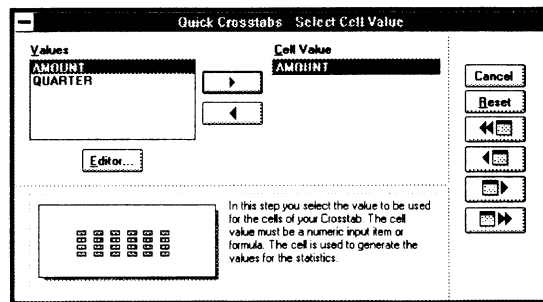 Quick Crosstabs Select Cell Value
Values
AMOUNT
QUARTER
Editor...
Cell Value
AMOUNT
Cancel
Reset
In this step you select the value to be used
for the cells of your Crosstab. The cell
value must be a numeric input item or
formula. The cell is used to generate the
values for the statistics.